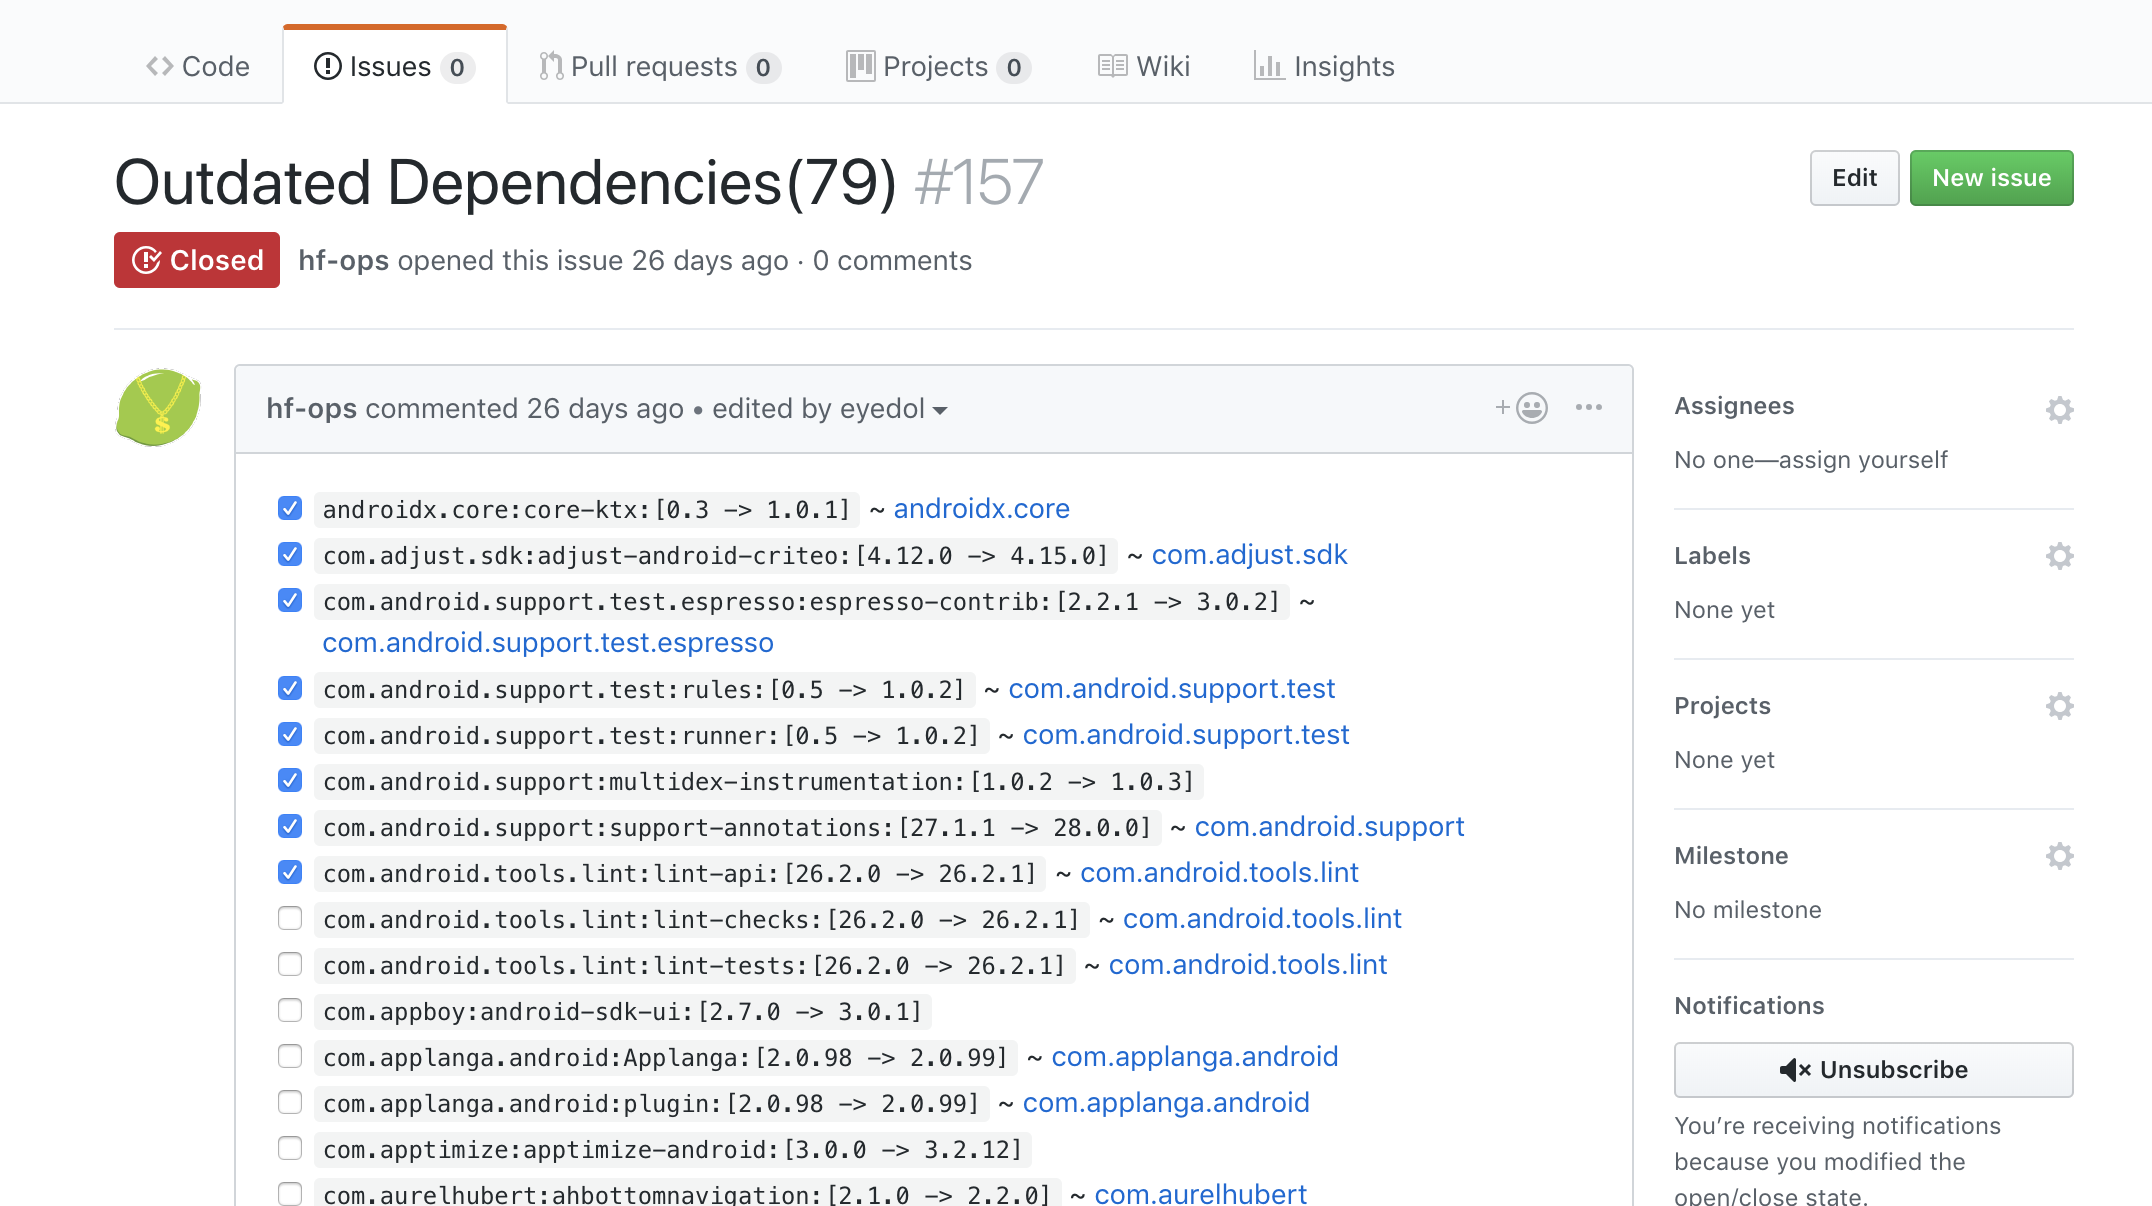 Code Issues 0 Pull requests 0 Projects 0 Wiki Insights
Outdated Dependencies(79) #157
Edit New issue
Closed hf-ops opened this issue 26 days ago · 0 comments
hf-ops commented 26 days ago • edited by eyedol
androidx.core:core-ktx:[0.3 -> 1.0.1] ~ androidx.core
com.adjust.sdk:adjust-android-criteo:[4.12.0 -> 4.15.0] ~ com.adjust.sdk
com.android.support.test.espresso:espresso-contrib:[2.2.1 -> 3.0.2] ~
com.android.support.test.espresso
com.android.support.test:rules:[0.5 -> 1.0.2] ~ com.android.support.test
com.android.support.test:runner:[0.5 -> 1.0.2] ~ com.android.support.test
com.android.support:multidex-instrumentation:[1.0.2 -> 1.0.3]
com.android.support:support-annotations:[27.1.1 -> 28.0.0] ~ com.android.support
com.android.tools.lint:lint-api:[26.2.0 -> 26.2.1] ~ com.android.tools.lint
com.android.tools.lint:lint-checks:[26.2.0 -> 26.2.1] ~ com.android.tools.lint
com.android.tools.lint:lint-tests:[26.2.0 -> 26.2.1] ~ com.android.tools.lint
com.appboy:android-sdk-ui:[2.7.0 -> 3.0.1]
com.applanga.android:Applanga:[2.0.98 -> 2.0.99] ~ com.applanga.android
com.applanga.android:plugin:[2.0.98 -> 2.0.99] ~ com.applanga.android
com.apptimize:apptimize-android:[3.0.0 -> 3.2.12]
com.aurelhubert:ahbottomnavigation:[2.1.0 -> 2.2.0] ~ com.aurelhubert
Assignees
No one—assign yourself
Labels
None yet
Projects
None yet
Milestone
No milestone
Notifications
Unsubscribe
You’re receiving notifications
because you modified the
open/close state.